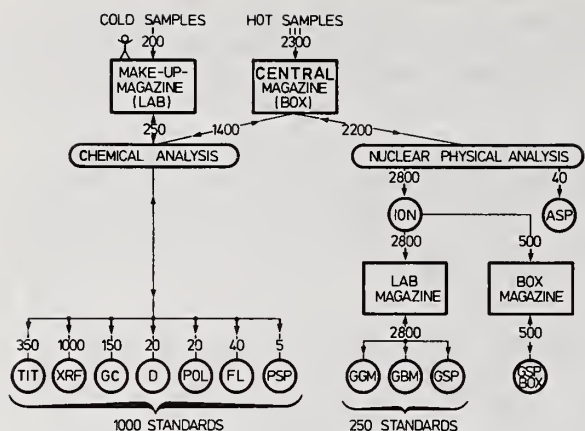 COLD SAMPLES HOT SAMPLES
200 2300
MAKE-UP-
MAGAZINE
(LAB)
CENTRAL
MAGAZINE
(BOX)
250 1400 2200
CHEMICAL ANALYSIS NUCLEAR PHYSICAL ANALYSIS
2800 40
ION ASP
2800 500
LAB
MAGAZINE
BOX
MAGAZINE
2800 500
350 1000 150 20 20 40 5
TIT XRF GC D POL FL PSP
GGM GBM GSP
GSP
BOX
1000 STANDARDS 250 STANDARDS